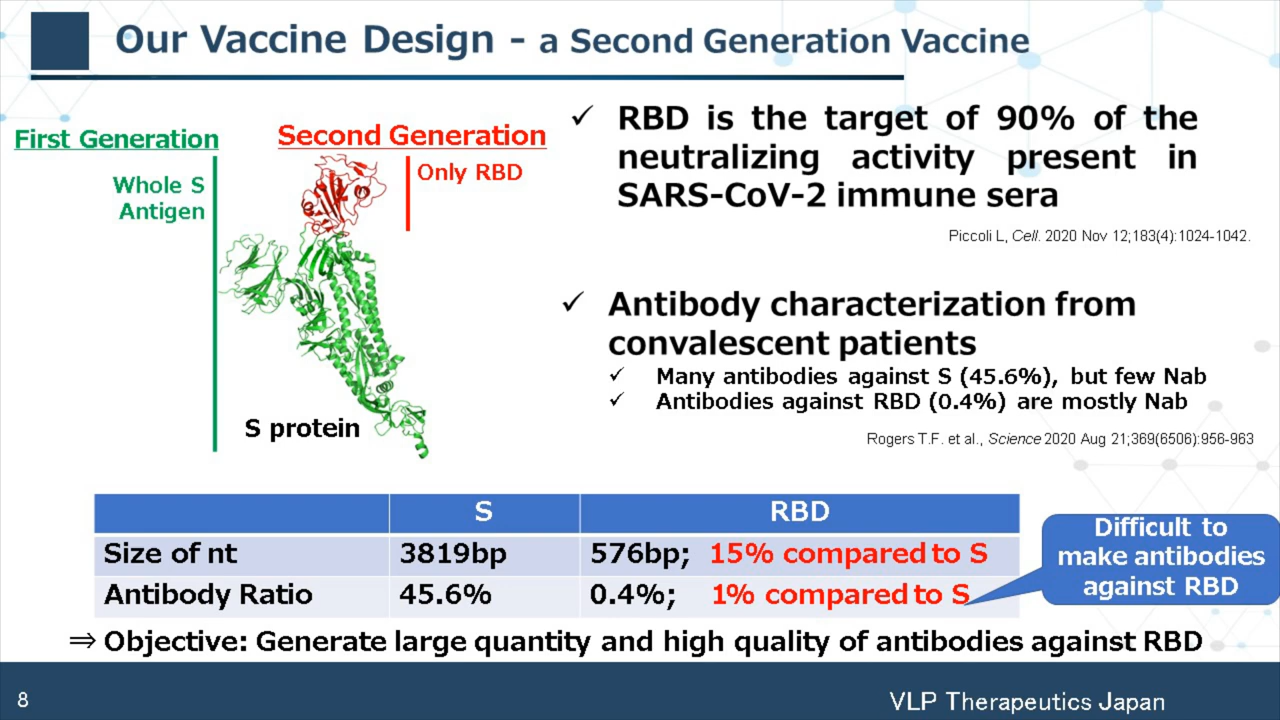 Our Vaccine Design - a Second Generation Vaccine
First Generation
Whole S
Antigen
Second Generation
Only RBD
S protein
✓ RBD is the target of 90% of the
neutralizing activity present in
SARS-CoV-2 immune sera
Piccoli L, Cell. 2020 Nov 12;183(4):1024-1042.
✓ Antibody characterization from
convalescent patients
✓ Many antibodies against S (45.6%), but few Nab
✓ Antibodies against RBD (0.4%) are mostly Nab
Rogers T.F. et al., Science 2020 Aug 21;369(6506):956-963
S RBD
Size of nt 3819bp 576bp; 15% compared to S
Antibody Ratio 45.6% 0.4%; 1% compared to S
Difficult to
make antibodies
against RBD
⇒ Objective: Generate large quantity and high quality of antibodies against RBD
8
VLP Therapeutics Japan